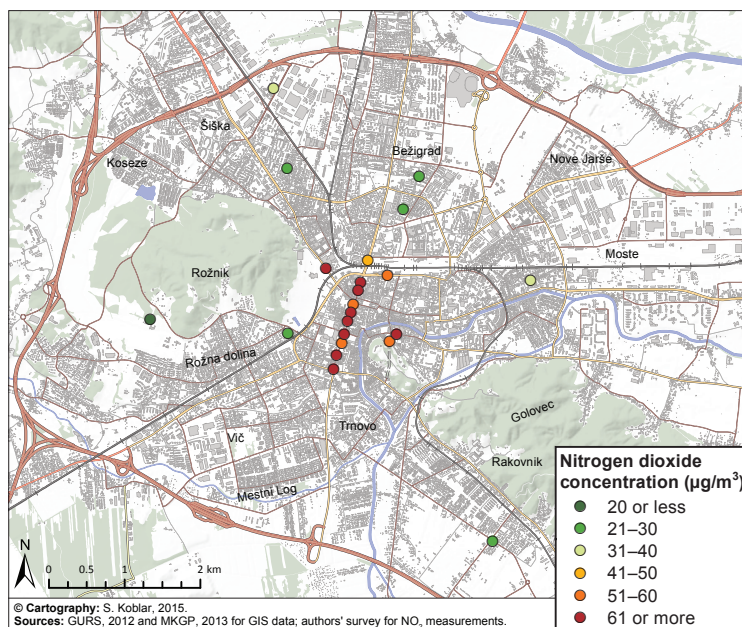 Šiška
Koseze
Bežigrad
Nove Jarše
Rožnik
Moste
Rožna dolina
Golovec
Vič
Trnovo
Rakovnik
Mestni Log
N
0 0.5 1 2 km
Nitrogen dioxide
concentration (µg/m³)
20 or less
21–30
31–40
41–50
51–60
61 or more
© Cartography: S. Koblar, 2015.
Sources: GURS, 2012 and MKGP, 2013 for GIS data; authors' survey for NO₂ measurements.